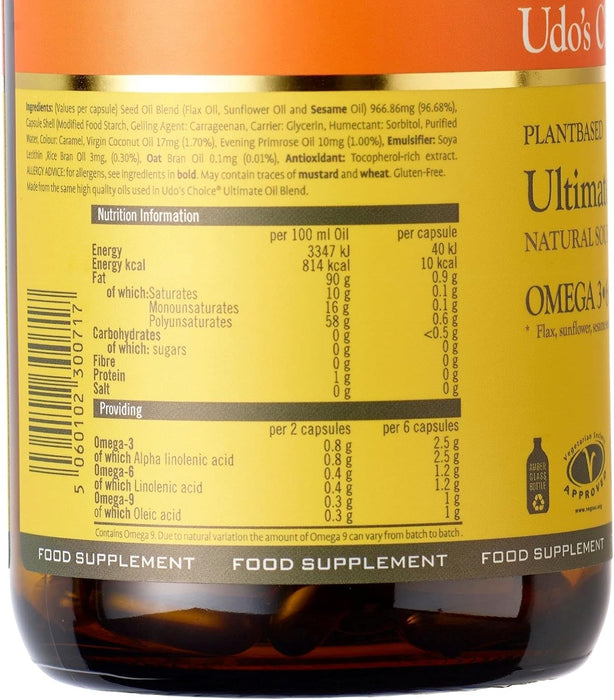 Udo's C
Ingredients: (Values per capsule) Seed Oil Blend (Flax Oil, Sunflower Oil and Sesame Oil) 966.86mg (96.68%),
Capsule Shell (Modified Food Starch, Gelling Agent: Carrageenan, Carrier: Glycerin, Humectant: Sorbitol, Purified
Water, Colour: Caramel, Virgin Coconut Oil 17mg (1.70%), Evening Primrose Oil 10mg (1.00%), Emulsifier: Soya
Lecithin ,Rice Bran Oil 3mg, (0.30%), Oat Bran Oil 0.1mg (0.01%), Antioxidant: Tocopherol-rich extract.
ALLERGY ADVICE: for allergens, see ingredients in bold. May contain traces of mustard and wheat. Gluten-Free.
Made from the same high quality oils used in Udo's Choice® Ultimate Oil Blend.
Nutrition Information
per 100 ml Oil per capsule
Energy 3347 kJ 40 kJ
Energy kcal 814 kcal 10 kcal
Fat 90 g 0.9 g
of which:Saturates 10 g 0.1 g
Monounsaturates 16 g 0.1 g
Polyunsaturates 58 g 0.6 g
Carbohydrates 0 g <0.5 g
of which: sugars 0 g 0 g
Fibre 0 g 0 g
Protein 1 g 0 g
Salt 0 g 0 g
Providing
per 2 capsules per 6 capsules
Omega-3 0.8 g 2.5 g
of which Alpha linolenic acid 0.8 g 2.5 g
Omega-6 0.4 g 1.2 g
of which Linolenic acid 0.4 g 1.2 g
Omega-9 0.3 g 1 g
of which Oleic acid 0.3 g 1 g
Contains Omega 9. Due to natural variation the amount of Omega 9 can vary from batch to batch.
5 060102 300717
PLANTBASED
Ultimat
NATURAL SOU
OMEGA 3
* Flax, sunflower, sesame
AMBER
GLASS
BOTTLE
Vegetarian Society
V
APPROVED
www.vegsoc.org
FOOD SUPPLEMENT FOOD SUPPLEMENT FOOD SUPPLEMENT